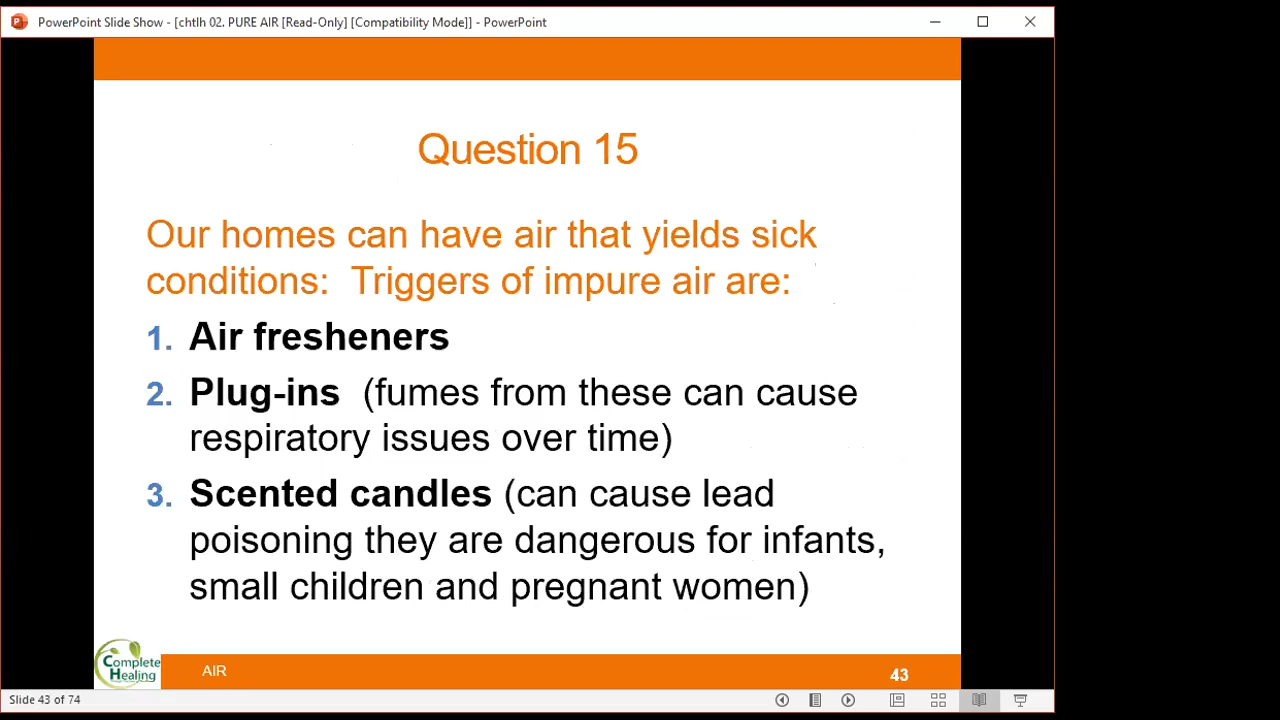 PowerPoint Slide Show - [chtlh 02. PURE AIR [Read-Only] [Compatibility Mode]] - PowerPoint
Question 15
Our homes can have air that yields sick
conditions:  Triggers of impure air are:
1. Air fresheners
2. Plug-ins  (fumes from these can cause
respiratory issues over time)
3. Scented candles (can cause lead
poisoning they are dangerous for infants,
small children and pregnant women)
Complete
Healing
AIR
43
Slide 43 of 74